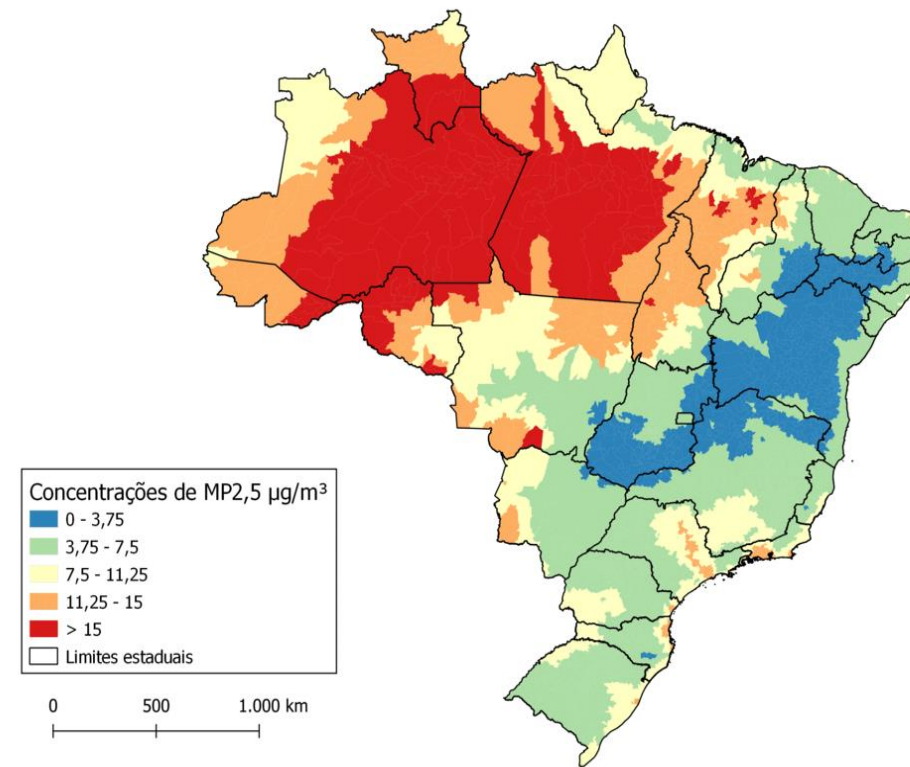 Concentrações de MP2,5 µg/m³
0 - 3,75
3,75 - 7,5
7,5 - 11,25
11,25 - 15
> 15
Limites estaduais
0 500 1.000 km